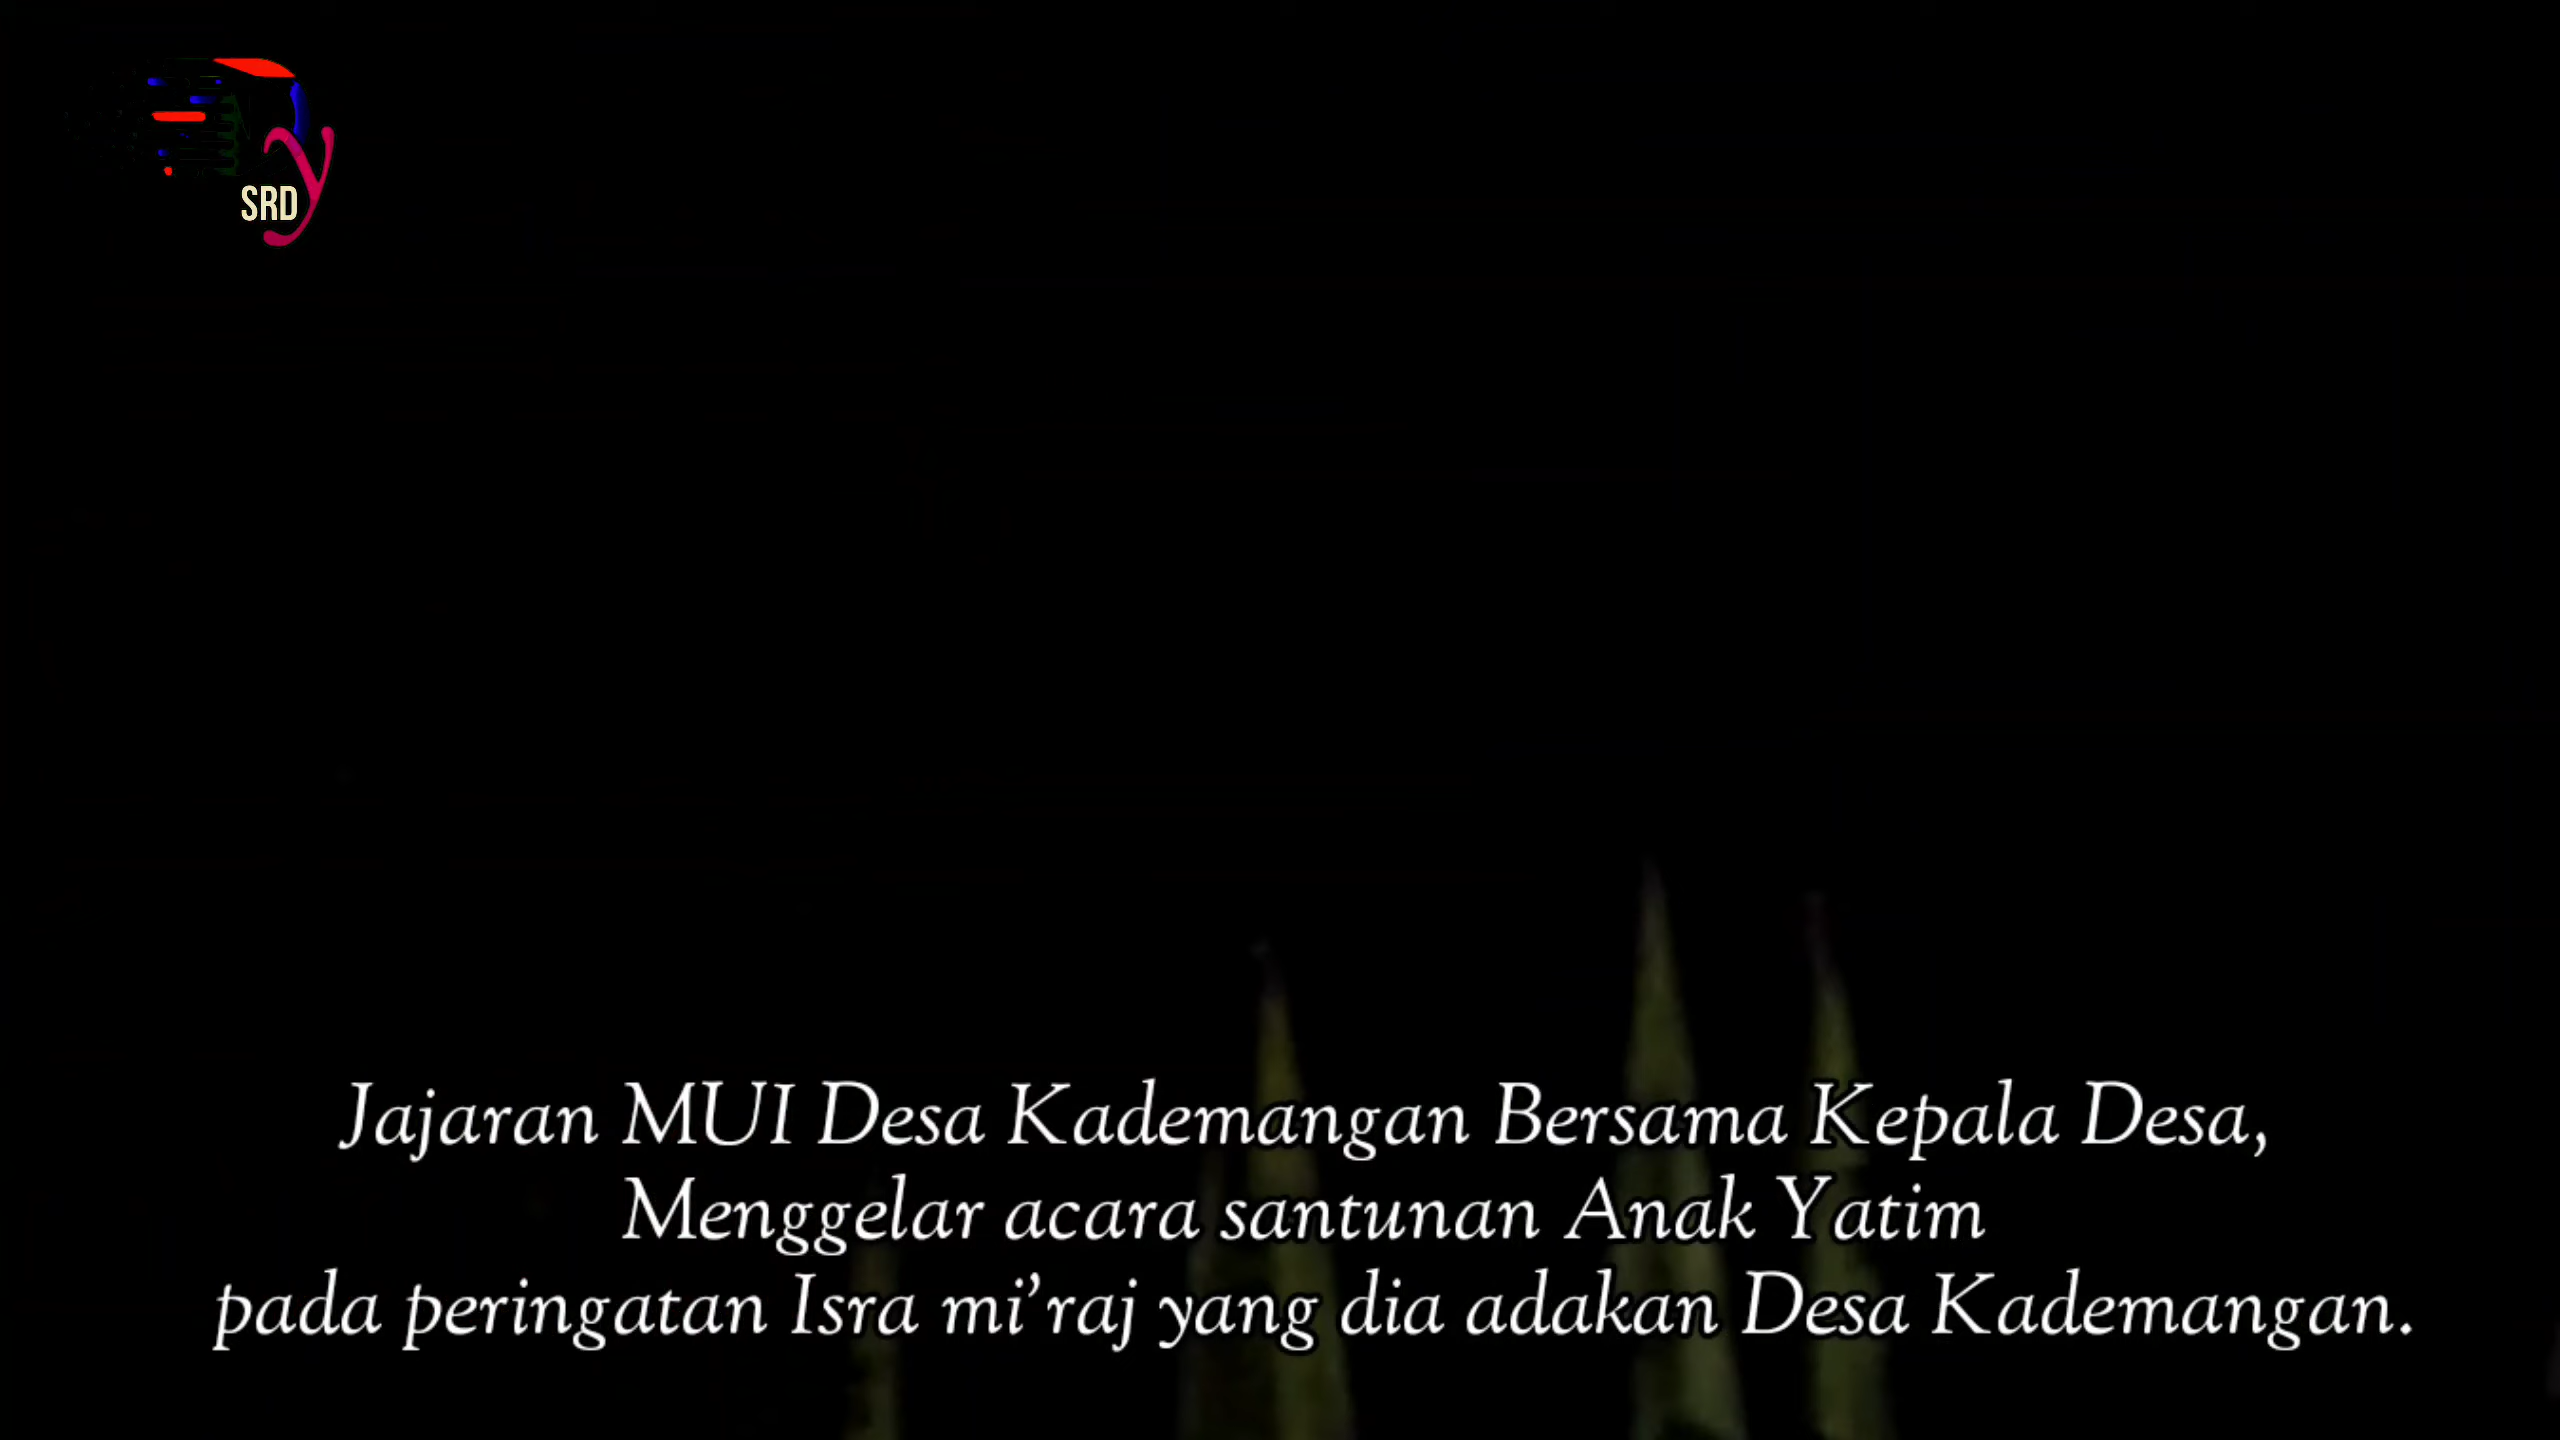 SRD
y
Jajaran MUI Desa Kademangan Bersama Kepala Desa,
Menggelar acara santunan Anak Yatim
pada peringatan Isra mi'raj yang dia adakan Desa Kademangan.